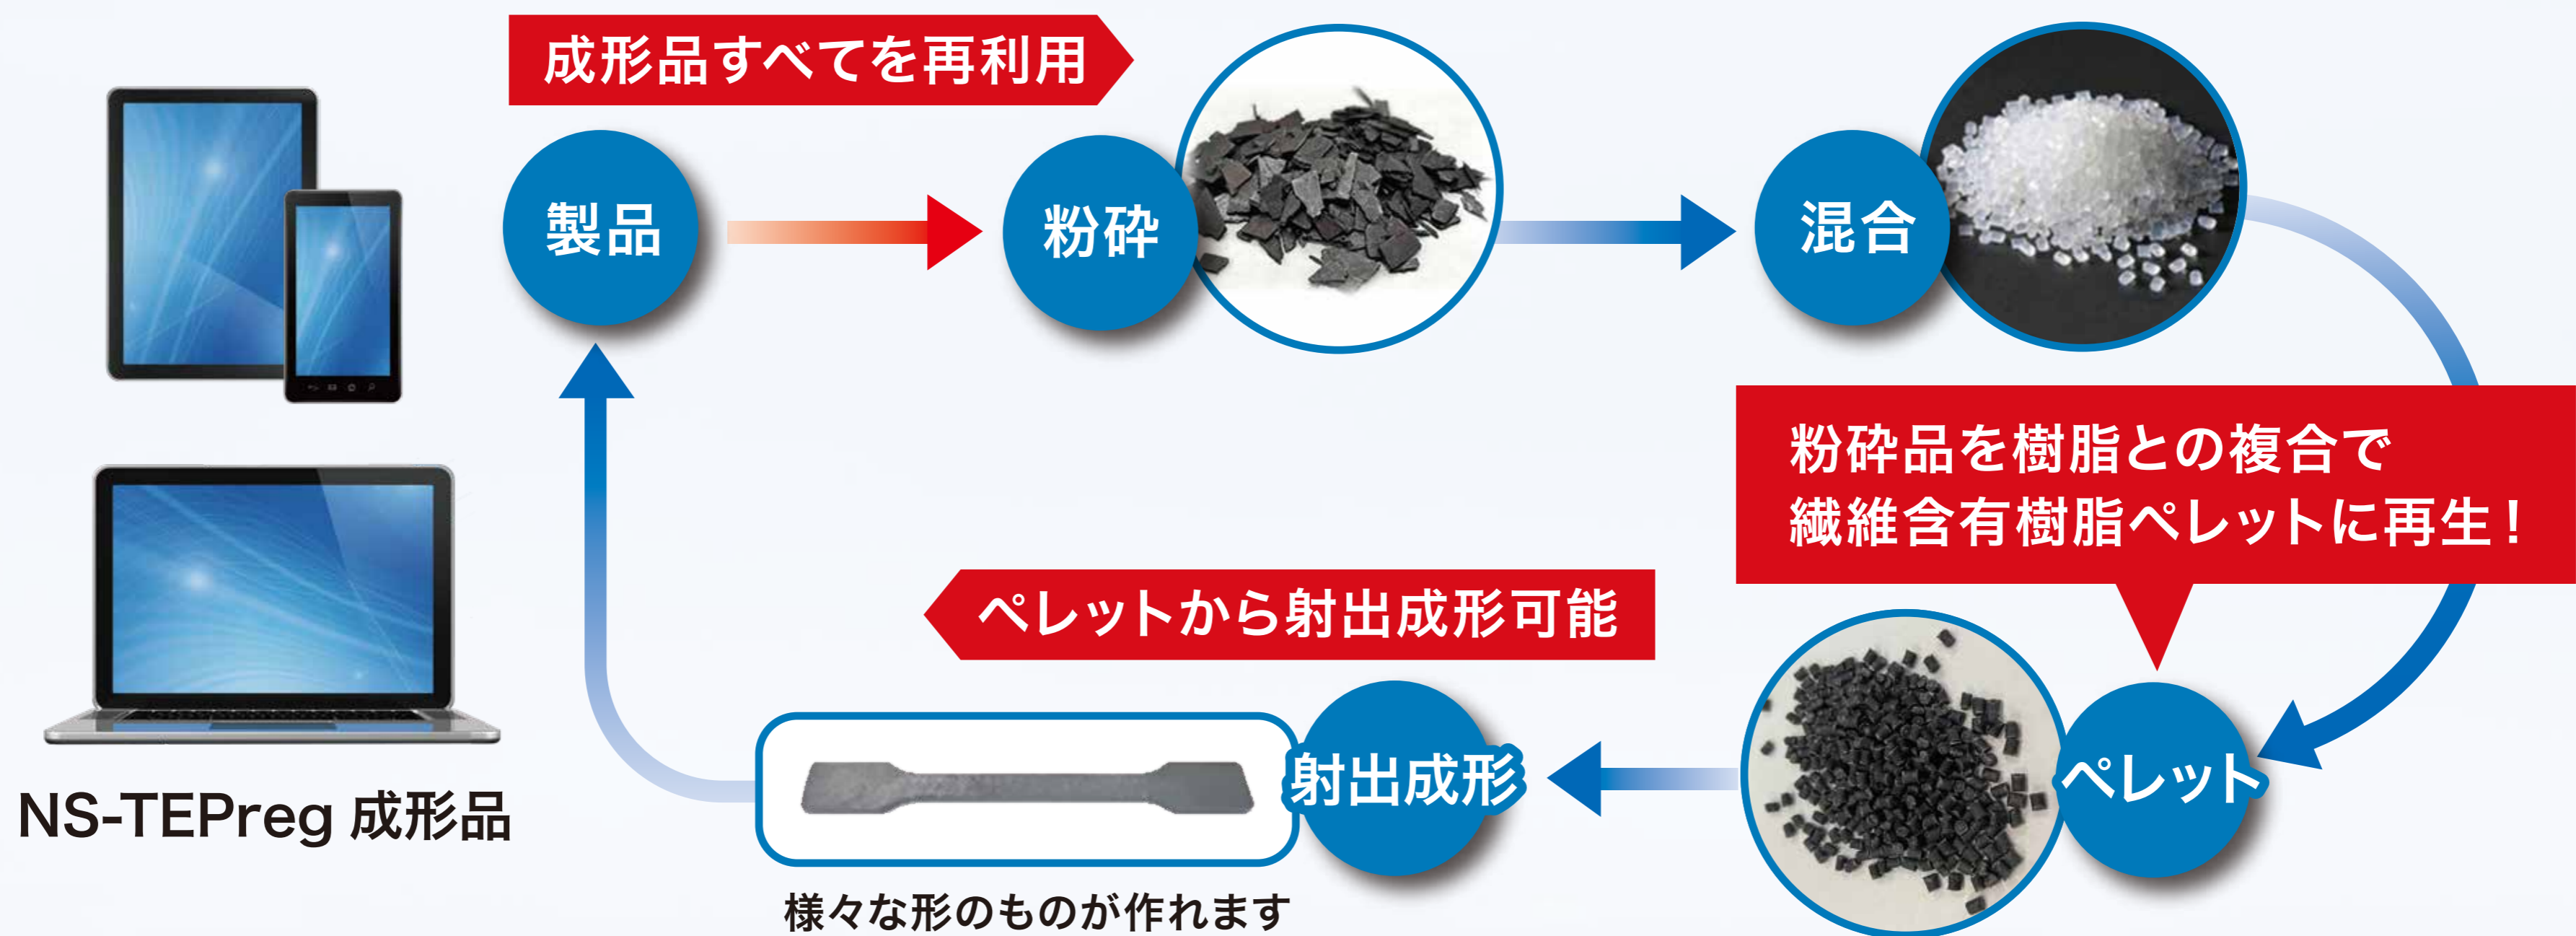 成形品すべてを再利用
製品
粉砕
混合
粉砕品を樹脂との複合で
繊維含有樹脂ペレットに再生！
ペレットから射出成形可能
射出成形
ペレット
NS-TEPreg 成形品
様々な形のものが作れます